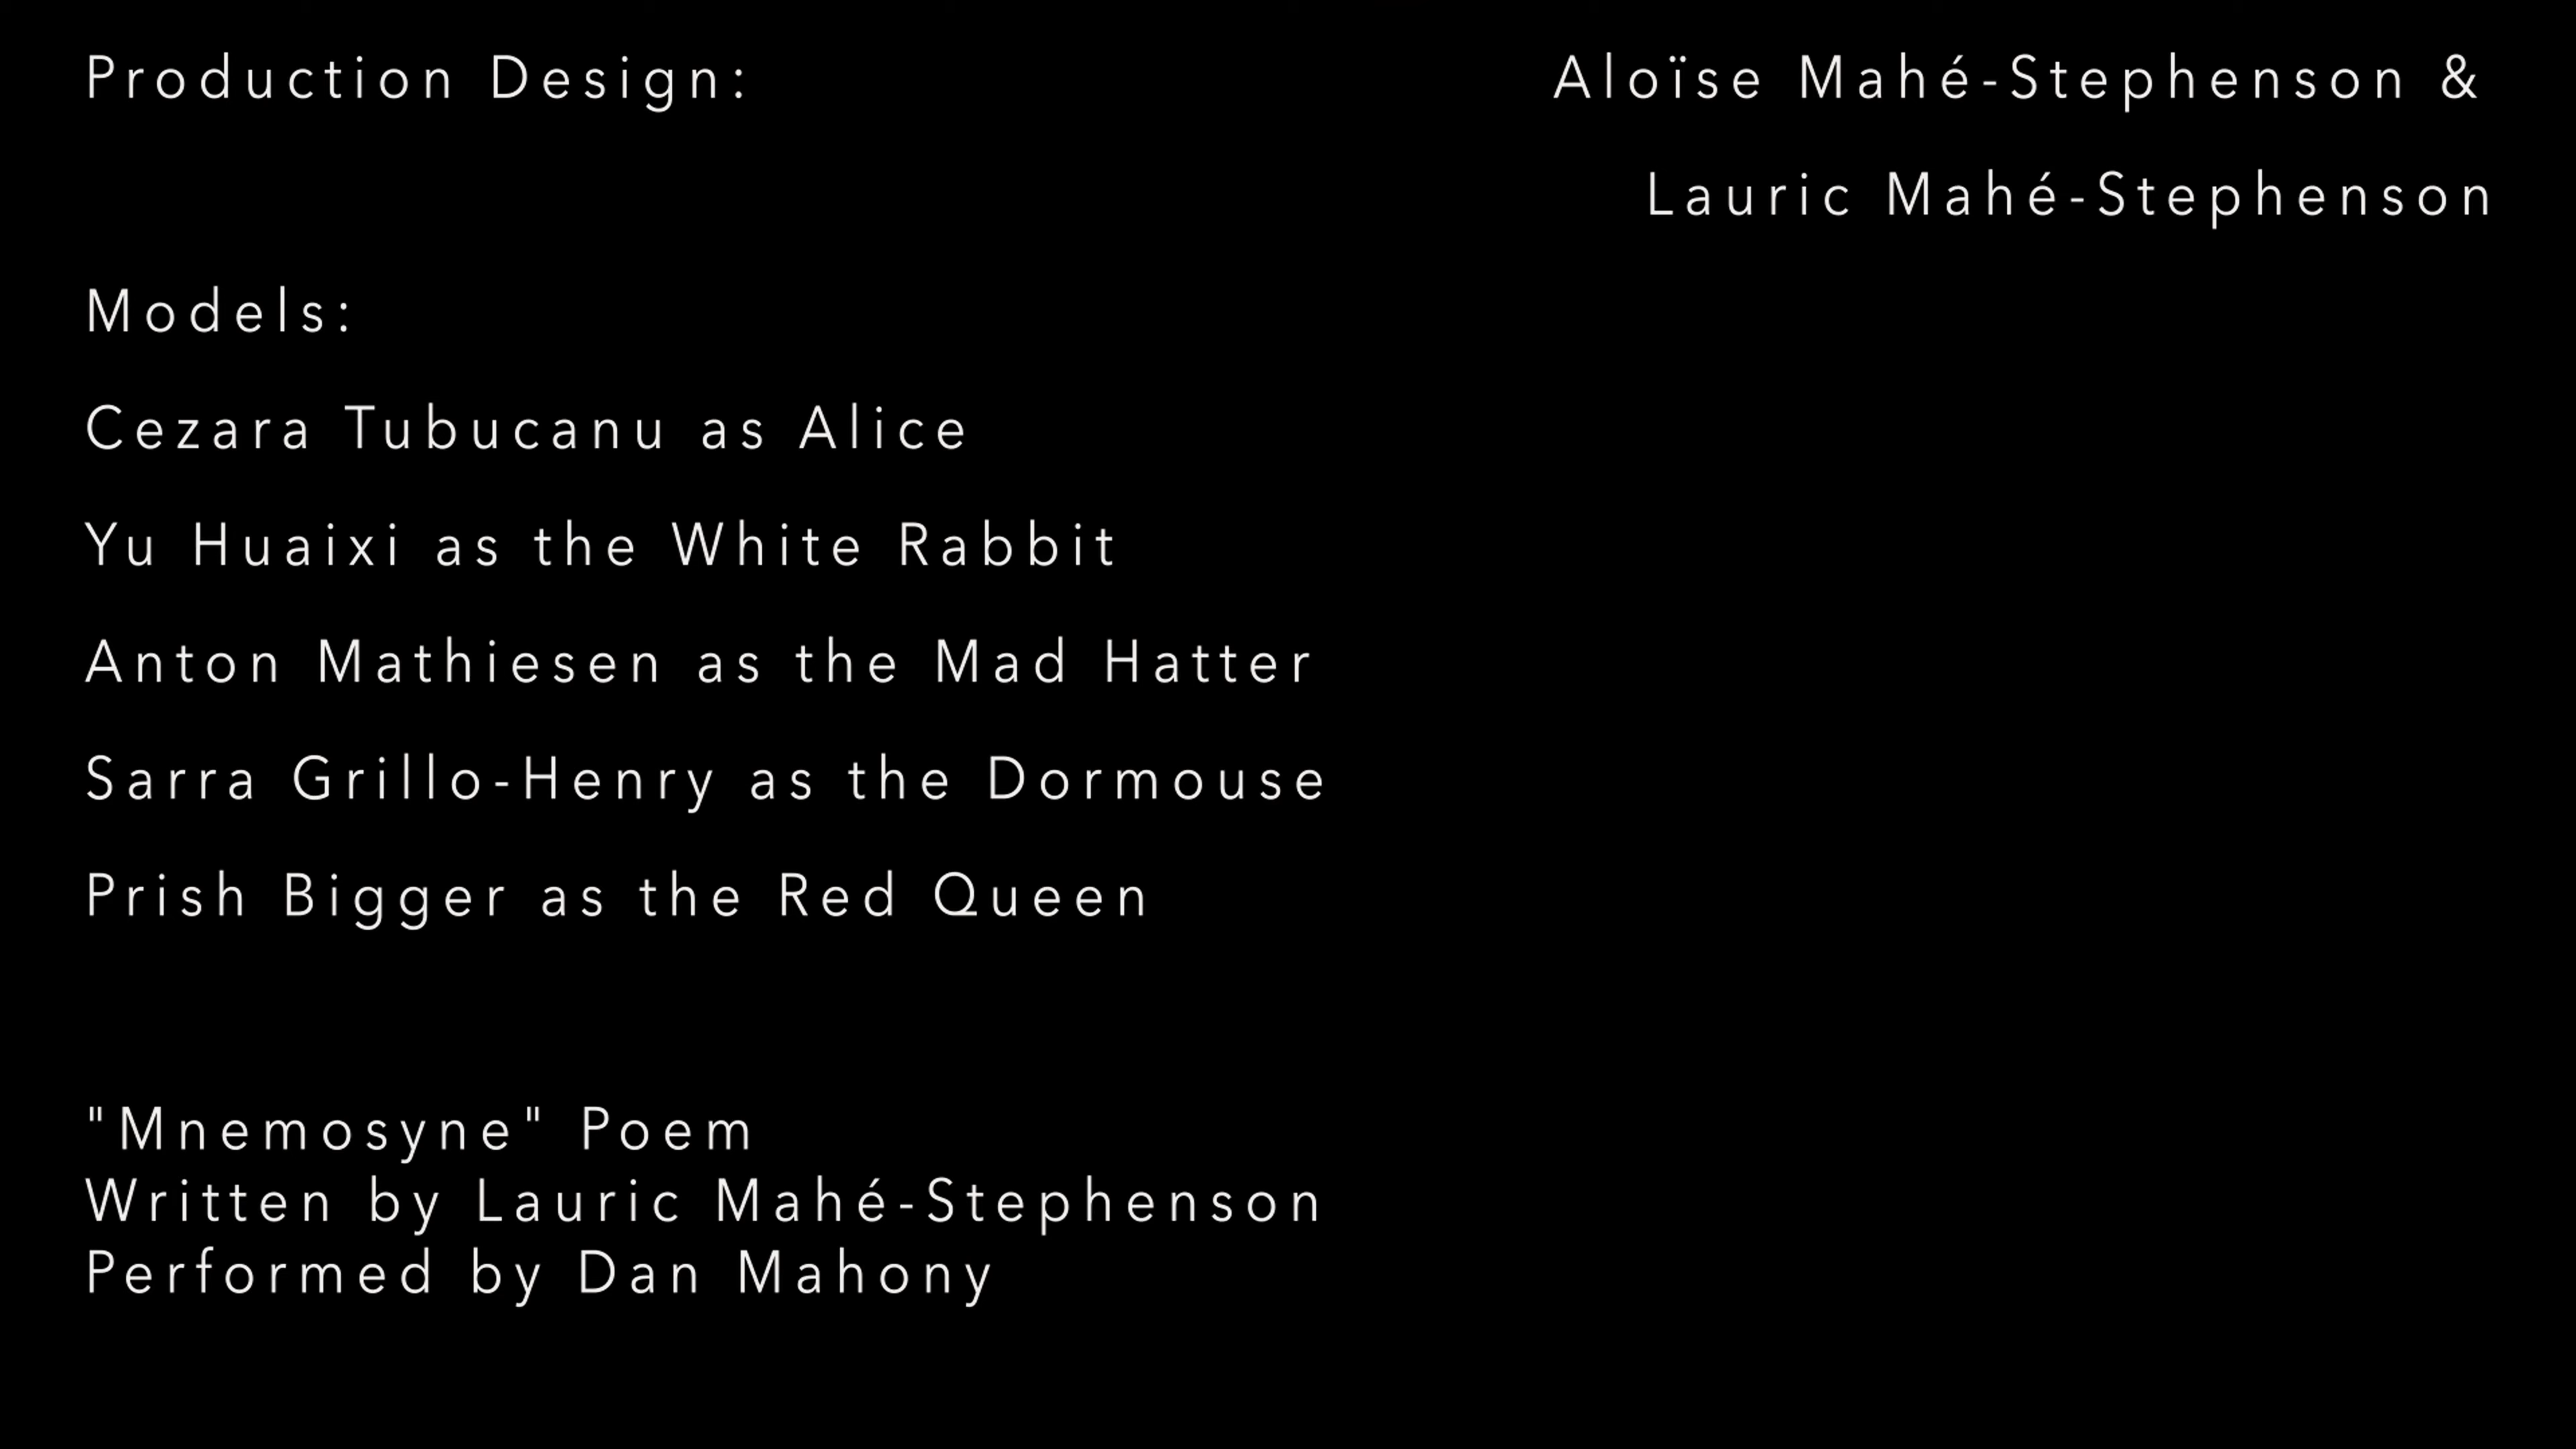 Production Design: Aloïse Mahé-Stephenson &
Lauric Mahé-Stephenson
Models:
Cezara Tubucanu as Alice
Yu Huaixi as the White Rabbit
Anton Mathiesen as the Mad Hatter
Sarra Grillo-Henry as the Dormouse
Prish Bigger as the Red Queen
"Mnemosyne" Poem
Written by Lauric Mahé-Stephenson
Performed by Dan Mahony